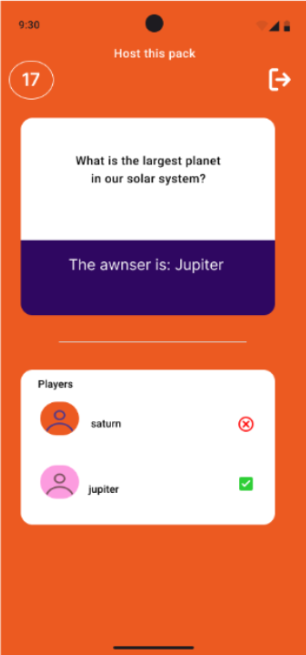 9:30
Host this pack
17
What is the largest planet
in our solar system?
The awnser is: Jupiter
Players
saturn
jupiter